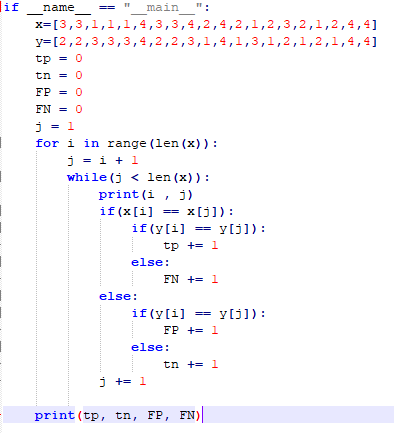 if __name__ == "__main__":
    x=[3,3,1,1,1,4,3,3,4,2,4,2,1,2,3,2,1,2,4,4]
    y=[2,2,3,3,3,4,2,2,3,1,4,1,3,1,2,1,2,1,4,4]
    tp = 0
    tn = 0
    FP = 0
    FN = 0
    j = 1
    for i in range(len(x)):
        j = i + 1
        while(j < len(x)):
            print(i , j)
            if(x[i] == x[j]):
                if(y[i] == y[j]):
                    tp += 1
                else:
                    FN += 1
            else:
                if(y[i] == y[j]):
                    FP += 1
                else:
                    tn += 1
            j += 1
    print(tp, tn, FP, FN)